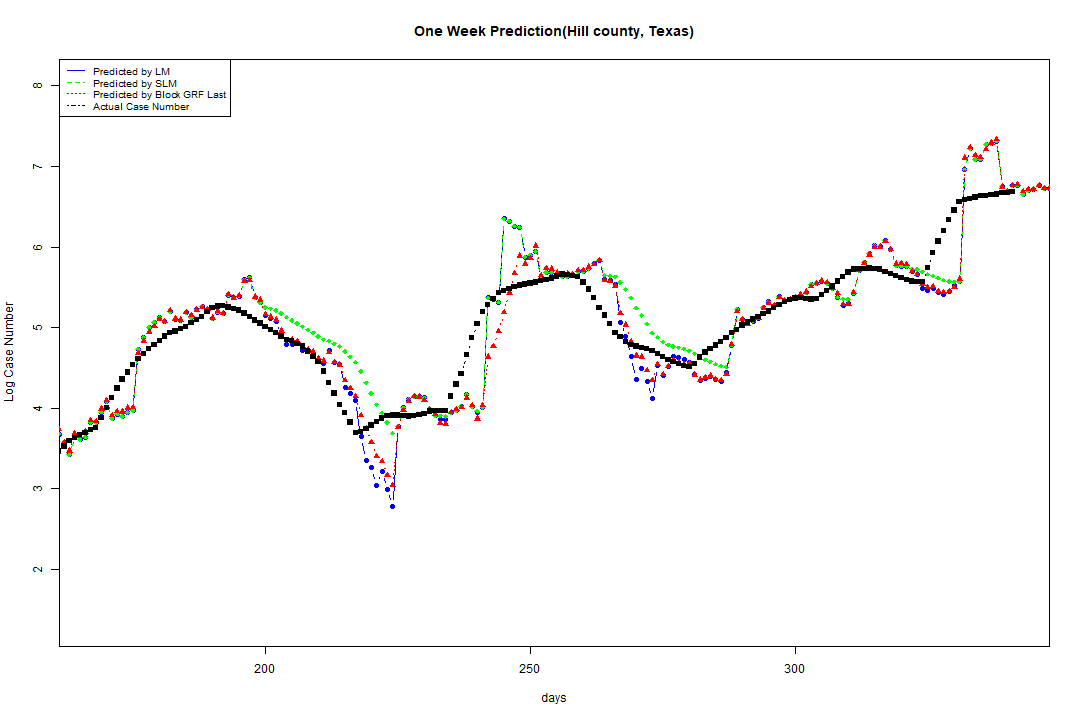 One Week Prediction(Hill county, Texas)
Predicted by LM
Predicted by SLM
Predicted by Block GRF Last
Actual Case Number
8
7
6
5
4
3
2
Log Case Number
200 250 300
days